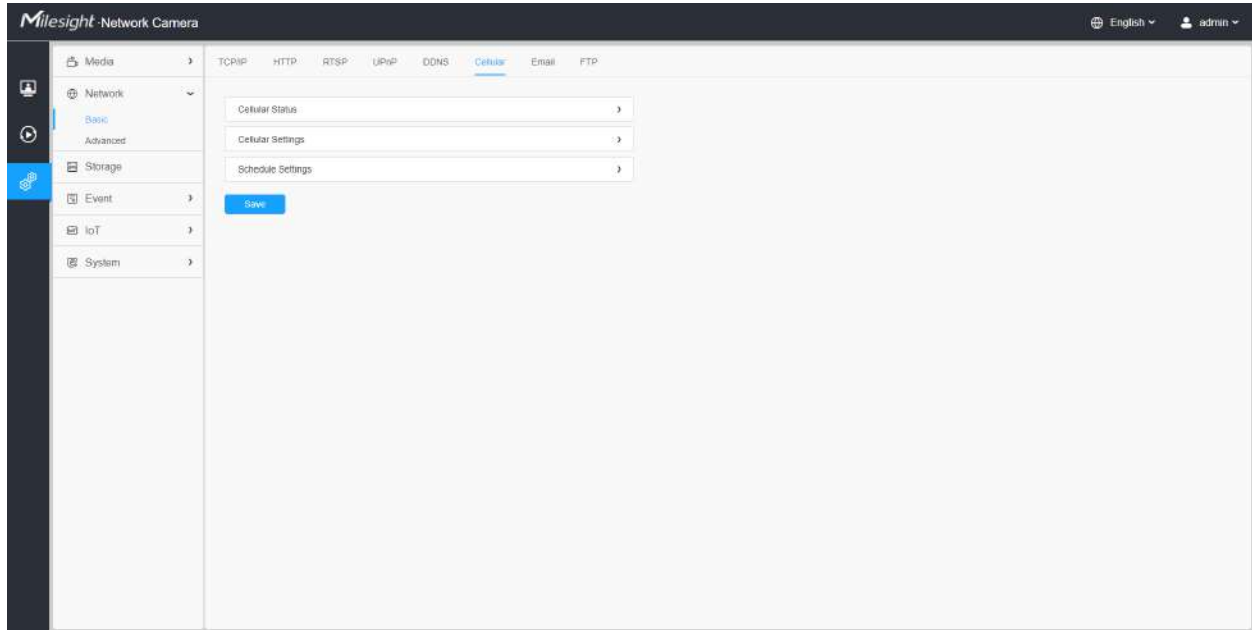 Milesight Network Camera
English
admin
Media
TCP/IP HTTP RTSP UPnP DDNS Cellular Email FTP
Network
Basic
Advanced
Storage
Event
IoT
System
Cellular Status
Cellular Settings
Schedule Settings
Save